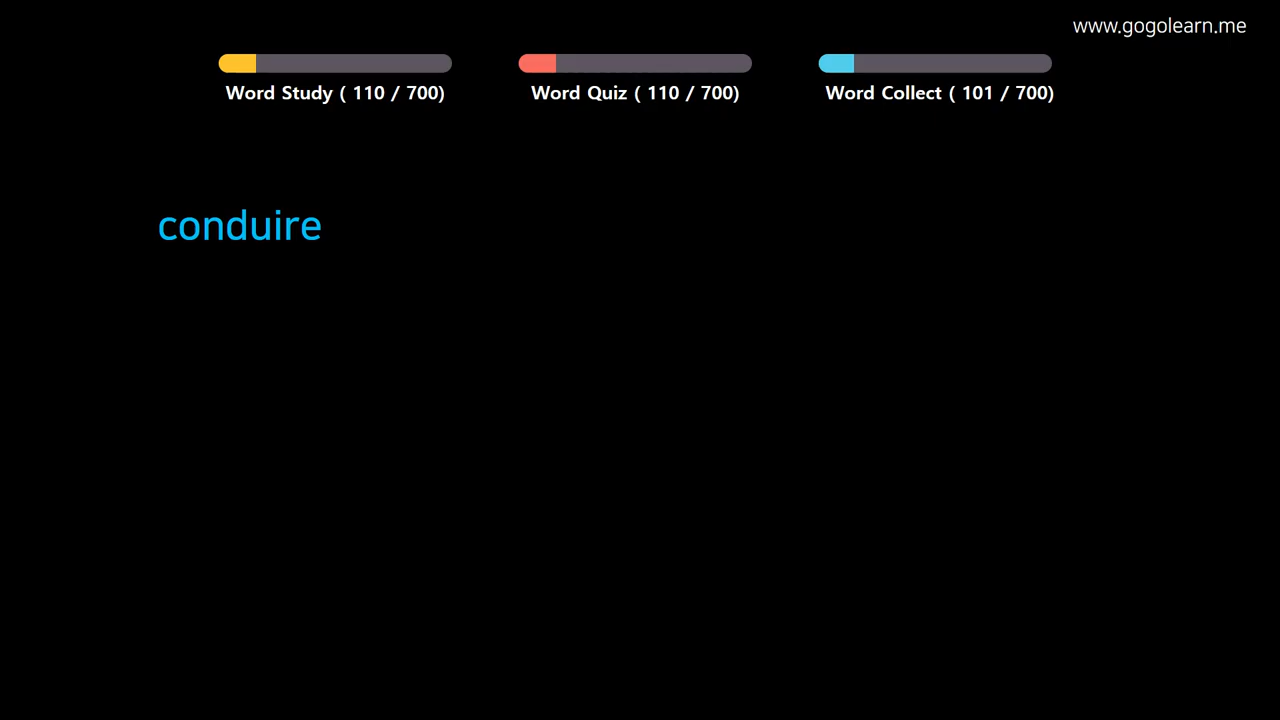 www.gogolearn.me
Word Study ( 110 / 700)
Word Quiz ( 110 / 700)
Word Collect ( 101 / 700)
conduire